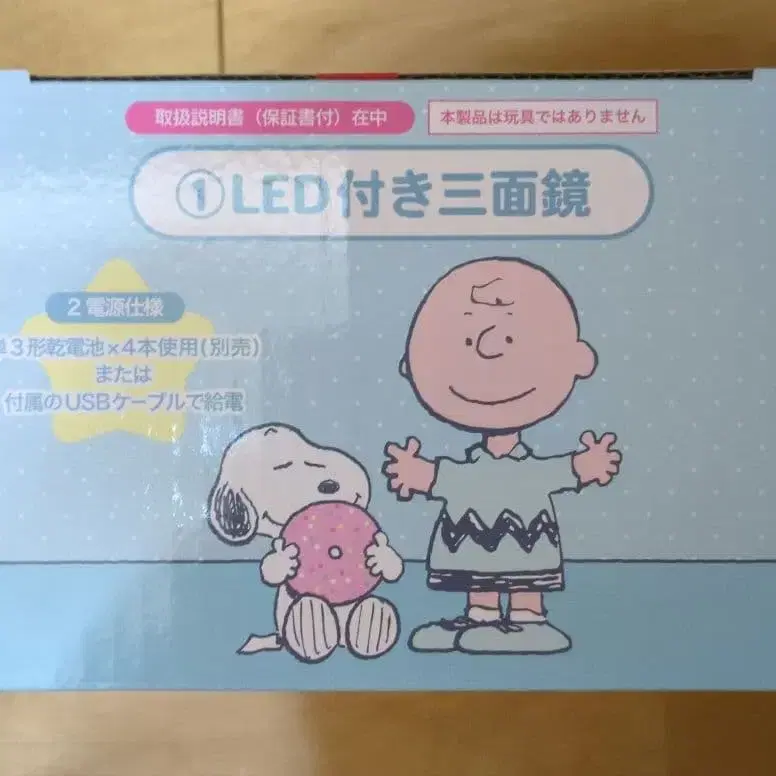 取扱説明書（保証書付）在中
本製品は玩具ではありません
①LED付き三面鏡
2電源仕様
単3形乾電池×4本使用(別売)
または
付属のUSBケーブルで給電